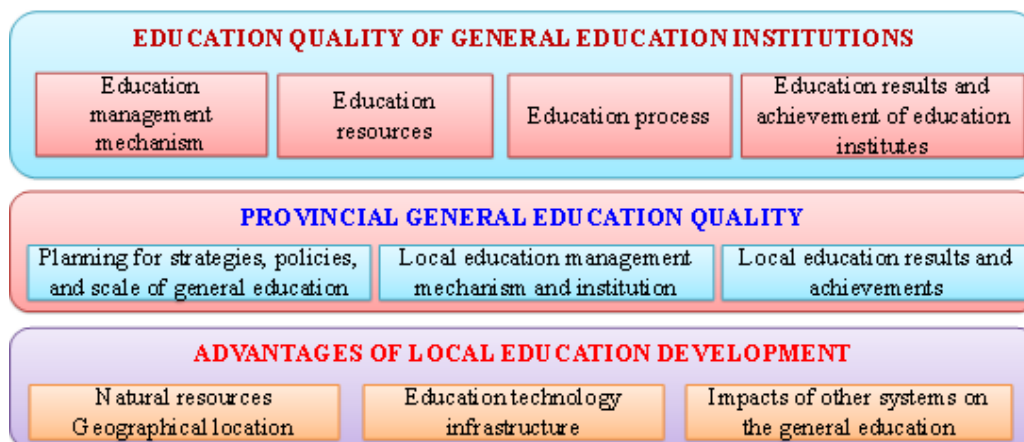 EDUCATION QUALITY OF GENERAL EDUCATION INSTITUTIONS
Education
management
mechanism
Education
resources
Education process
Education results and
achievement of education
institutes
PROVINCIAL GENERAL EDUCATION QUALITY
Planning for strategies, policies,
and scale of general education
Local education management
mechanism and institution
Local education results and
achievements
ADVANTAGES OF LOCAL EDUCATION DEVELOPMENT
Natural resources
Geographical location
Education technology
infrastructure
Impacts of other systems on
the general education